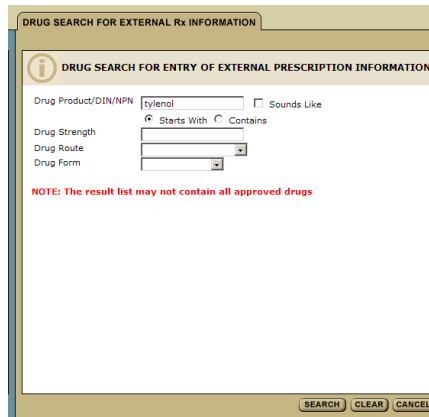 DRUG SEARCH FOR EXTERNAL Rx INFORMATION
DRUG SEARCH FOR ENTRY OF EXTERNAL PRESCRIPTION INFORMATION
Drug Product/DIN/NPN tylenol Sounds Like
Starts With Contains
Drug Strength
Drug Route
Drug Form
NOTE: The result list may not contain all approved drugs
SEARCH CLEAR CANCEL